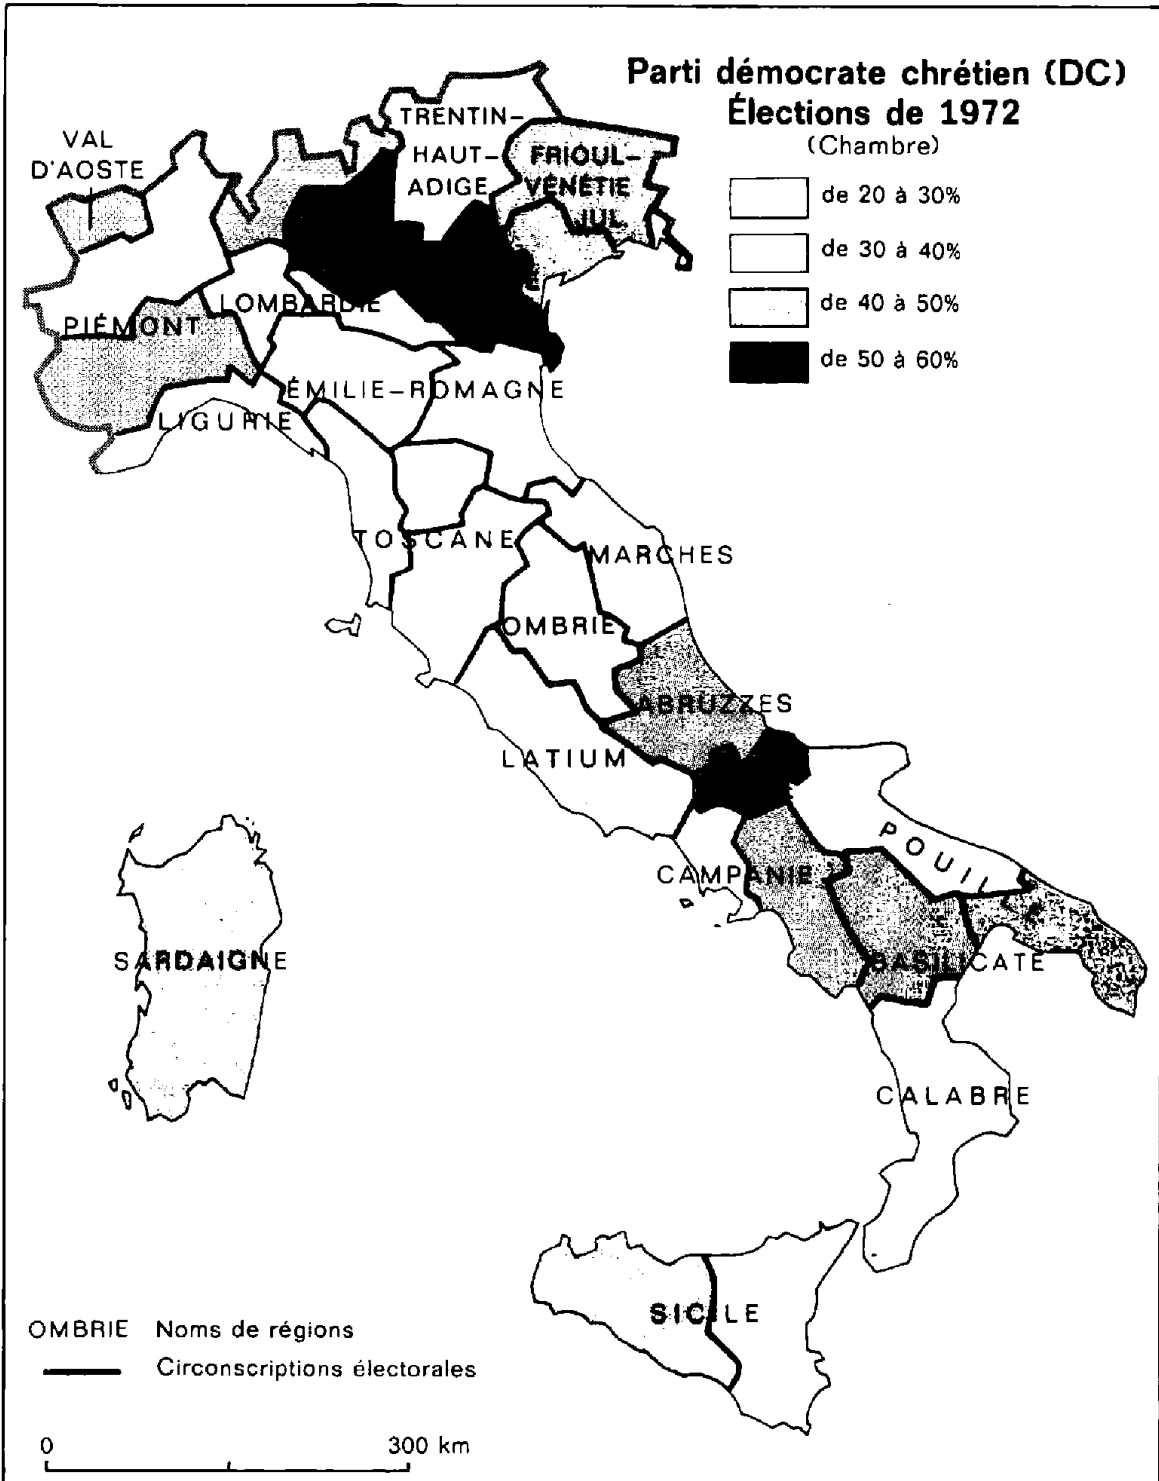 Parti démocrate chrétien (DC)
Élections de 1972
(Chambre)
de 20 à 30%
de 30 à 40%
de 40 à 50%
de 50 à 60%
VAL
D'AOSTE
TRENTIN-
HAUT-
ADIGE
FRIOUL-
VÉNÉTIE
JUL.
LOMBARDIE
PIÉMONT
ÉMILIE-ROMAGNE
LIGURIE
TOSCANE
MARCHES
OMBRIE
ABRUZZES
LATIUM
POUIL
CAMPANIE
SARDAIGNE
BASILICATE
CALABRE
SICILE
OMBRIE Noms de régions
Circonscriptions électorales
0 300 km